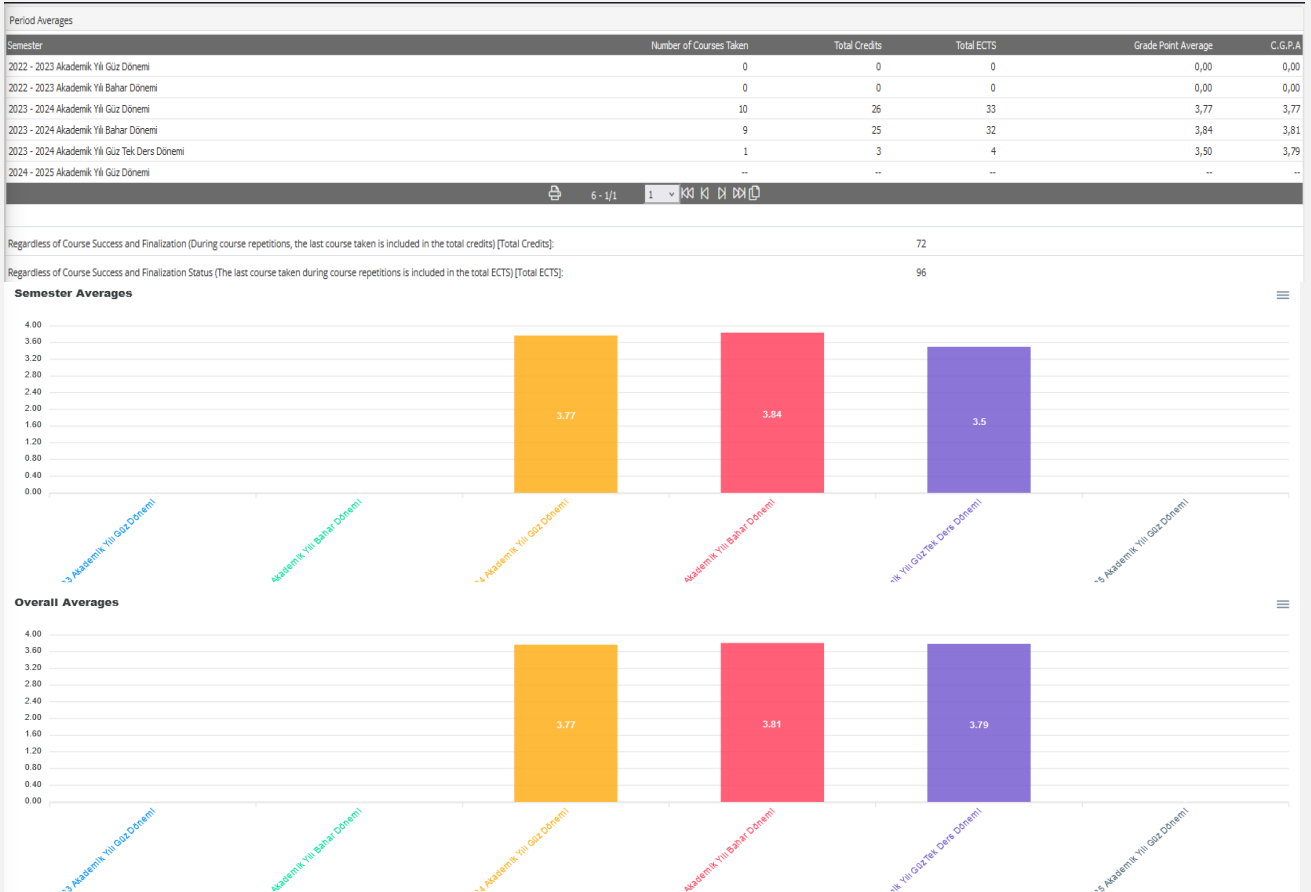 Period Averages
Semester Number of Courses Taken Total Credits Total ECTS Grade Point Average C.G.P.A
2022 - 2023 Akademik Yılı Güz Dönemi 0 0 0 0,00 0,00
2022 - 2023 Akademik Yılı Bahar Dönemi 0 0 0 0,00 0,00
2023 - 2024 Akademik Yılı Güz Dönemi 10 26 33 3,77 3,77
2023 - 2024 Akademik Yılı Bahar Dönemi 9 25 32 3,84 3,81
2023 - 2024 Akademik Yılı Güz Tek Ders Dönemi 1 3 4 3,50 3,79
2024 - 2025 Akademik Yılı Güz Dönemi -- -- -- -- --
6 - 1/1 1
Regardless of Course Success and Finalization (During course repetitions, the last course taken is included in the total credits) [Total Credits]: 72
Regardless of Course Success and Finalization Status (The last course taken during course repetitions is included in the total ECTS) [Total ECTS]: 96
Semester Averages
4.00
3.60
3.20
2.80
2.40
2.00
1.60
1.20
0.80
0.40
0.00
3.77
3.84
3.5
3 Akademik Yılı Güz Dönemi
Akademik Yılı Bahar Dönemi
4 Akademik Yılı Güz Dönemi
Akademik Yılı Bahar Dönemi
ik Yılı Güz Tek Ders Dönemi
25 Akademik Yılı Güz Dönemi
Overall Averages
4.00
3.60
3.20
2.80
2.40
2.00
1.60
1.20
0.80
0.40
0.00
3.77
3.81
3.79
3 Akademik Yılı Güz Dönemi
Akademik Yılı Bahar Dönemi
4 Akademik Yılı Güz Dönemi
Akademik Yılı Bahar Dönemi
ik Yılı Güz Tek Ders Dönemi
25 Akademik Yılı Güz Dönemi